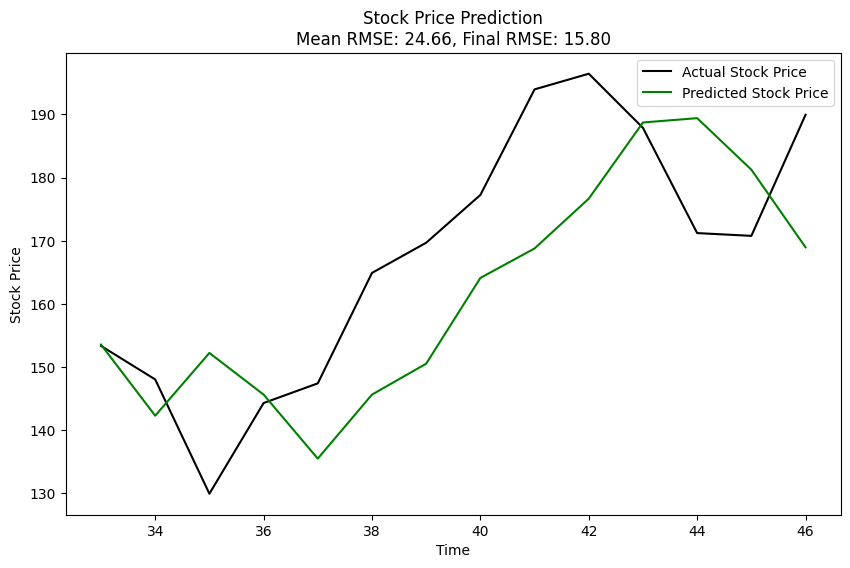 Stock Price Prediction
Mean RMSE: 24.66, Final RMSE: 15.80
Actual Stock Price
Predicted Stock Price
Stock Price
190
180
170
160
150
140
130
34 36 38 40 42 44 46
Time